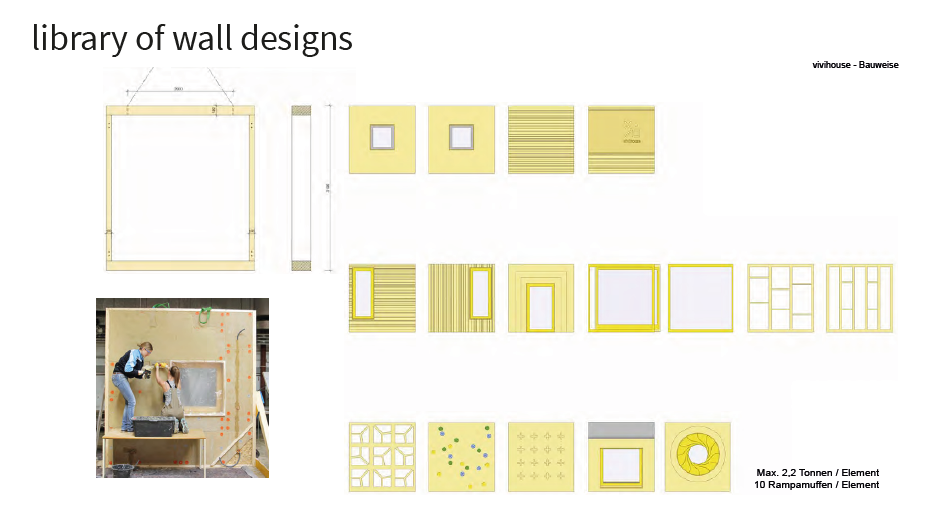 library of wall designs
vivihouse - Bauweise
Max. 2,2 Tonnen / Element
10 Rampamuffen / Element